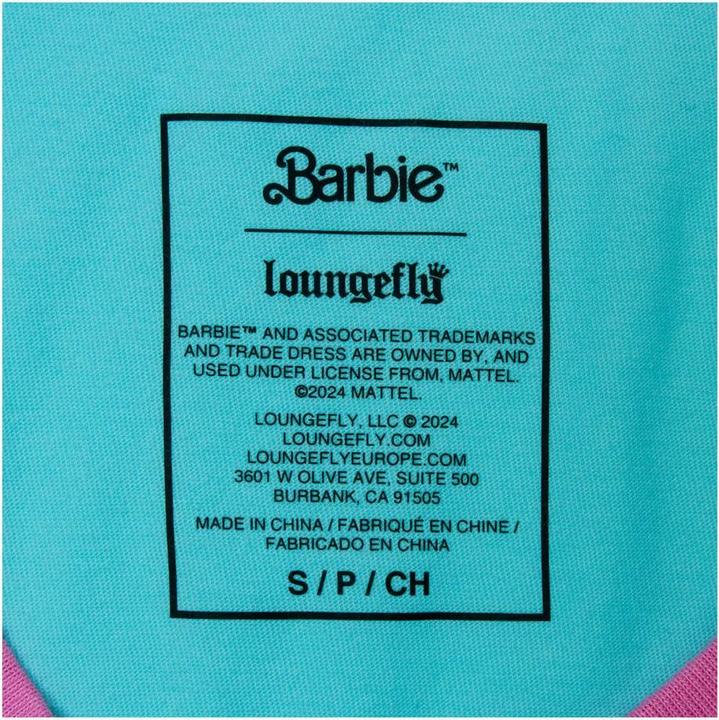 Barbie™
loungefly
BARBIE™ AND ASSOCIATED TRADEMARKS
AND TRADE DRESS ARE OWNED BY, AND
USED UNDER LICENSE FROM, MATTEL.
©2024 MATTEL.
LOUNGEFLY, LLC © 2024
LOUNGEFLY.COM
LOUNGEFLYEUROPE.COM
3601 W OLIVE AVE, SUITE 500
BURBANK, CA 91505
MADE IN CHINA / FABRIQUÉ EN CHINE /
FABRICADO EN CHINA
S / P / CH